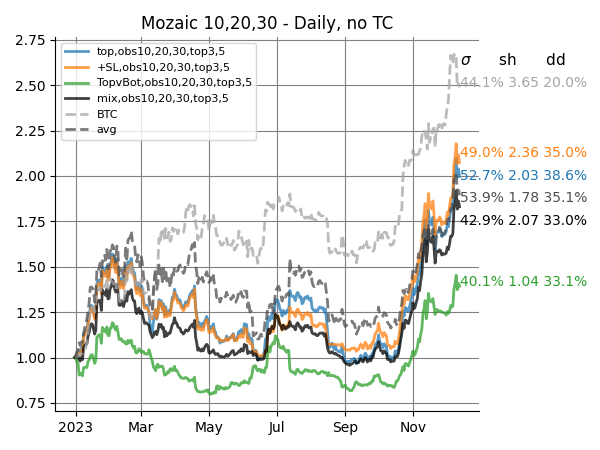 Mozaic 10,20,30 - Daily, no TC
2.75
2.50
2.25
2.00
1.75
1.50
1.25
1.00
0.75
top,obs10,20,30,top3,5
+SL,obs10,20,30,top3,5
TopvBot,obs10,20,30,top3,5
mix,obs10,20,30,top3,5
BTC
avg
σ sh dd
44.1% 3.65 20.0%
49.0% 2.36 35.0%
52.7% 2.03 38.6%
53.9% 1.78 35.1%
42.9% 2.07 33.0%
40.1% 1.04 33.1%
2023 Mar May Jul Sep Nov